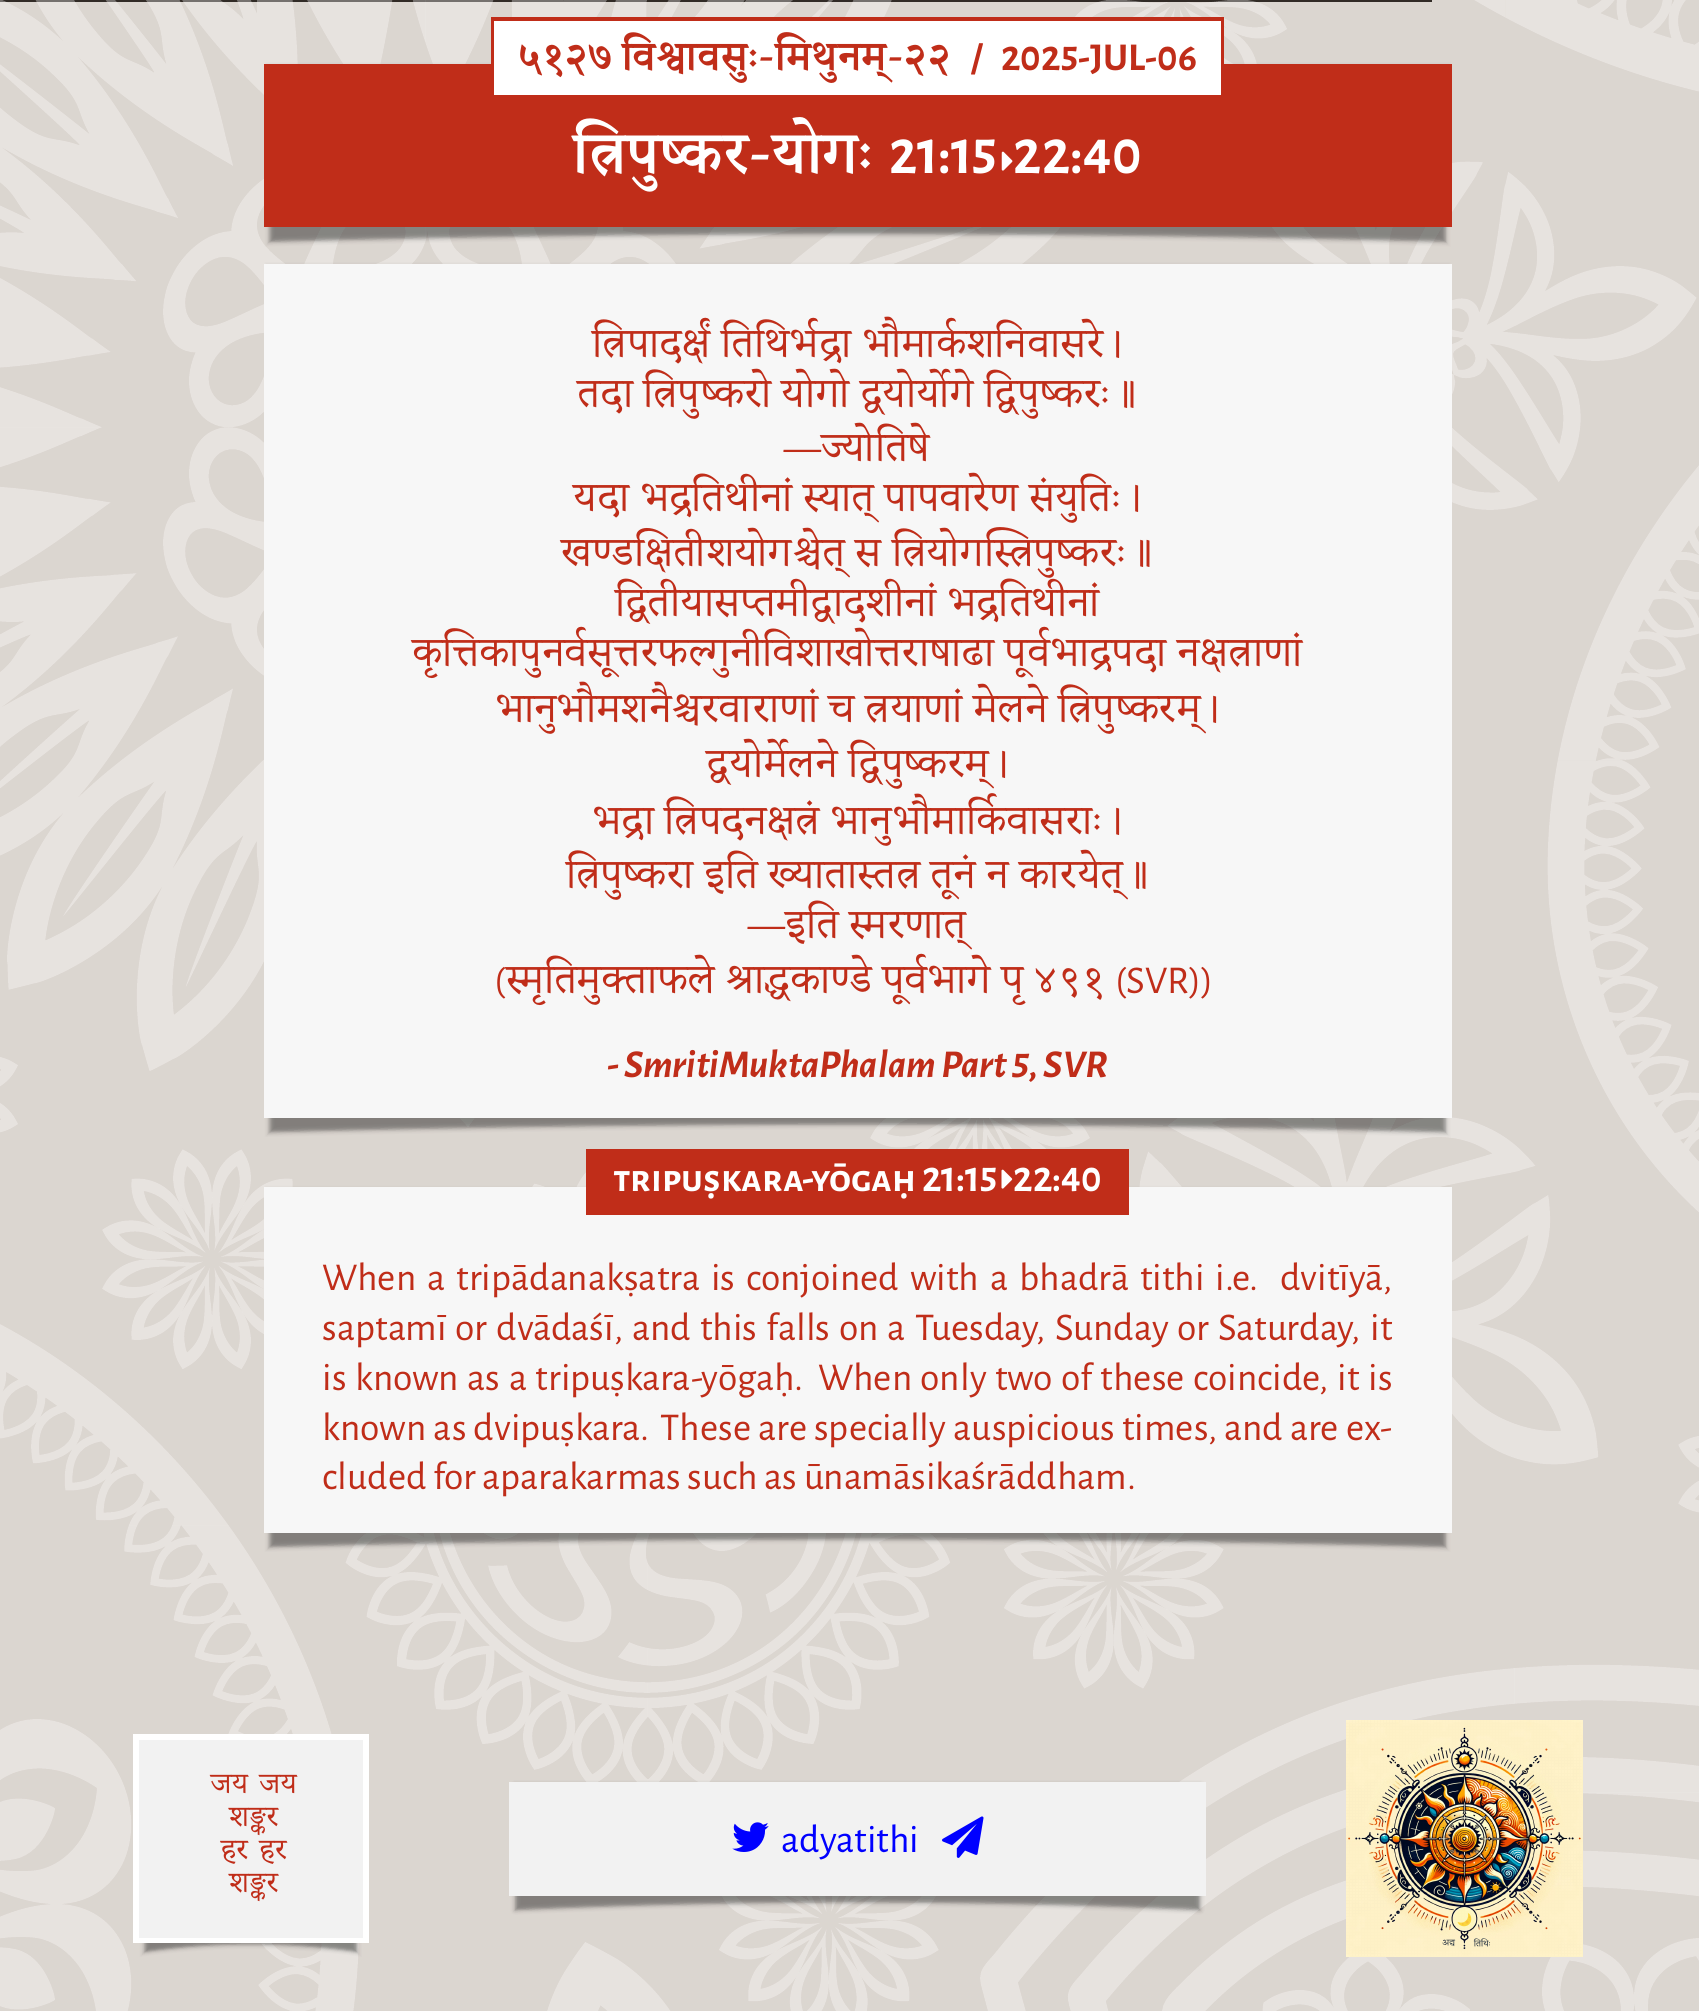 ५१२७ विश्वावसुः-मिथुनम्-२२ / 2025-JUL-06
त्रिपुष्कर-योगः 21:15▸22:40
त्रिपादर्क्षं तिथिर्भद्रा भौमार्कशनिवासरे।
तदा त्रिपुष्करो योगो द्वयोर्योगे द्विपुष्करः॥
—ज्योतिषे
यदा भद्रतिथीनां स्यात् पापवारेण संयुतिः।
खण्डक्षितीशयोगश्चेत् स त्रियोगस्त्रिपुष्करः॥
द्वितीयासप्तमीद्वादशीनां भद्रतिथीनां
कृत्तिकापुनर्वसूत्तरफल्गुनीविशाखोत्तराषाढा पूर्वभाद्रपदा नक्षत्राणां
भानुभौमशनैश्चरवाराणां च त्रयाणां मेलने त्रिपुष्करम्।
द्वयोर्मेलने द्विपुष्करम्।
भद्रा त्रिपदनक्षत्रं भानुभौमार्किवासराः।
त्रिपुष्करा इति ख्यातास्तत्र तूनं न कारयेत्॥
—इति स्मरणात्
(स्मृतिमुक्ताफले श्राद्धकाण्डे पूर्वभागे पृ ४९१ (SVR))
- SmritiMuktaPhalam Part 5, SVR
TRIPUṢKARA-YŌGAḤ 21:15▸22:40
When a tripādanakṣatra is conjoined with a bhadrā tithi i.e. dvitīyā,
saptamī or dvādaśī, and this falls on a Tuesday, Sunday or Saturday, it
is known as a tripuṣkara-yōgaḥ. When only two of these coincide, it is
known as dvipuṣkara. These are specially auspicious times, and are ex-
cluded for aparakarmas such as ūnamāsikaśrāddham.
जय जय
शङ्कर
हर हर
शङ्कर
adyatithi
अद्य तिथिः